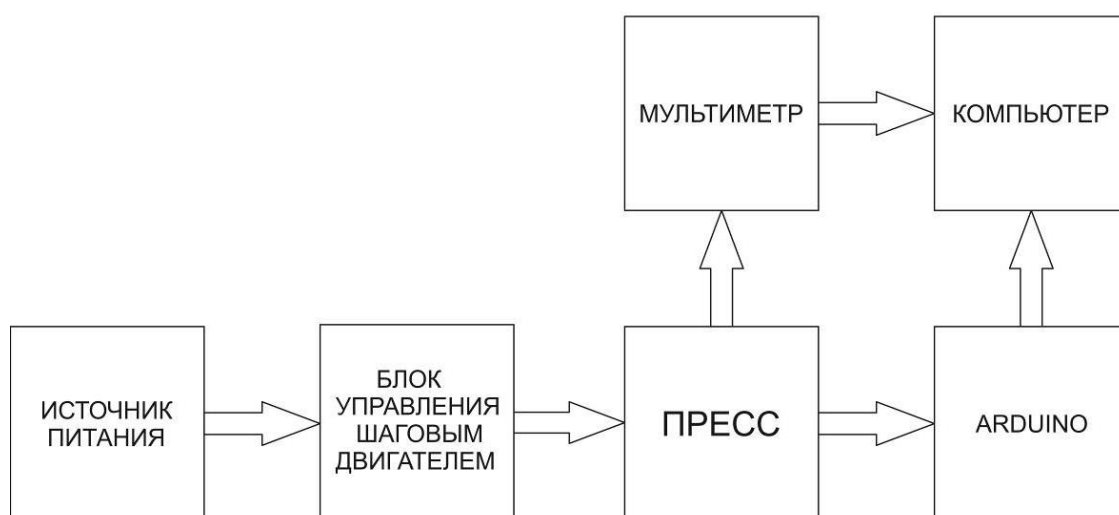 МУЛЬТИМЕТР
КОМПЬЮТЕР
ИСТОЧНИК
ПИТАНИЯ
БЛОК
УПРАВЛЕНИЯ
ШАГОВЫМ
ДВИГАТЕЛЕМ
ПРЕСС
ARDUINO